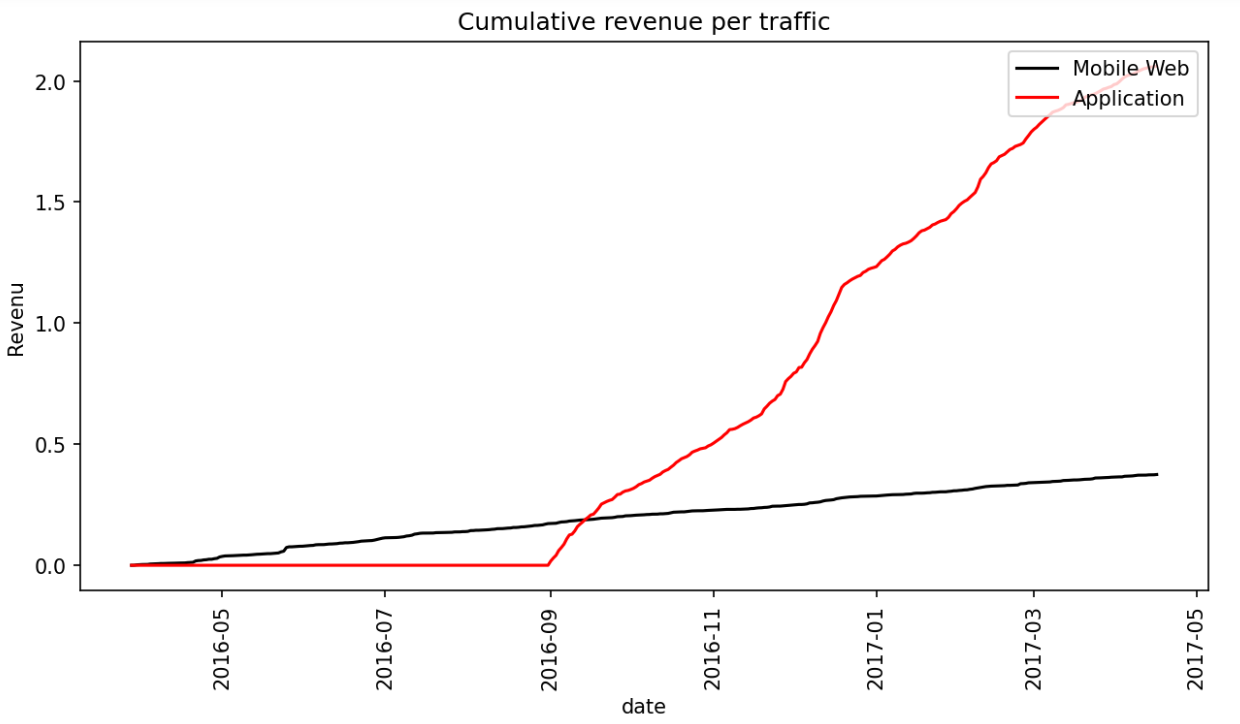 Cumulative revenue per traffic
Mobile Web
Application
2.0
1.5
1.0
0.5
0.0
Revenu
2016-05
2016-07
2016-09
2016-11
2017-01
2017-03
2017-05
date